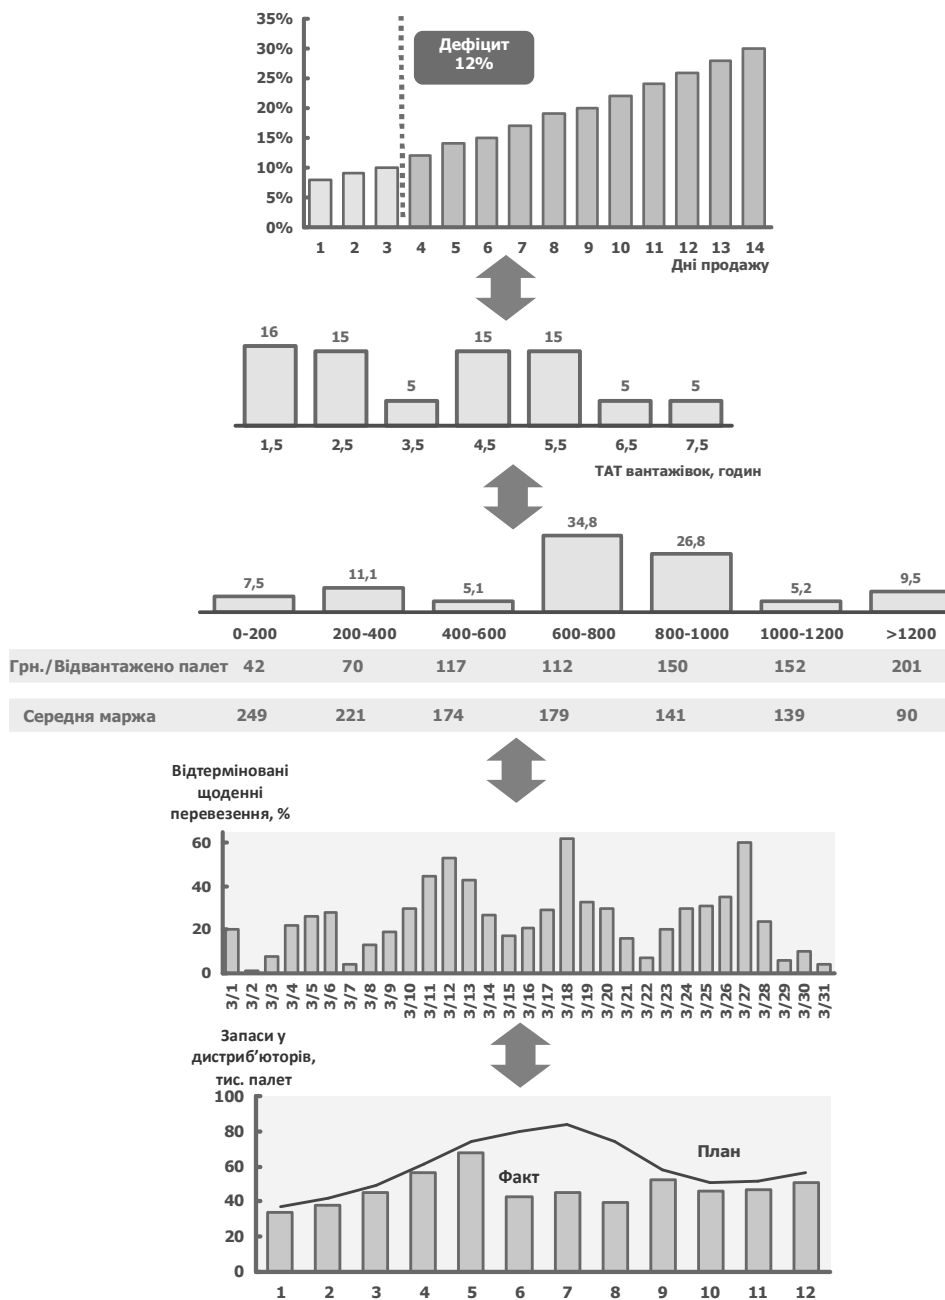 35%
30%
25%
20%
15%
10%
5%
0%
Дефіцит
12%
1 2 3 4 5 6 7 8 9 10 11 12 13 14
Дні продажу
16 15 5 15 15 5 5
1,5 2,5 3,5 4,5 5,5 6,5 7,5
ТАТ вантажівок, годин
7,5 11,1 5,1 34,8 26,8 5,2 9,5
0-200 200-400 400-600 600-800 800-1000 1000-1200 >1200
Грн./Відвантажено палет 42 70 117 112 150 152 201
Середня маржа 249 221 174 179 141 139 90
Відтерміновані
щоденні
перевезення, %
60
40
20
0
3/1 3/2 3/3 3/4 3/5 3/6 3/7 3/8 3/9 3/10 3/11 3/12 3/13 3/14 3/15 3/16 3/17 3/18 3/19 3/20 3/21 3/22 3/23 3/24 3/25 3/26 3/27 3/28 3/29 3/30 3/31
Запаси у
дистриб’юторів,
тис. палет
100
80
60
40
20
0
План
Факт
1 2 3 4 5 6 7 8 9 10 11 12